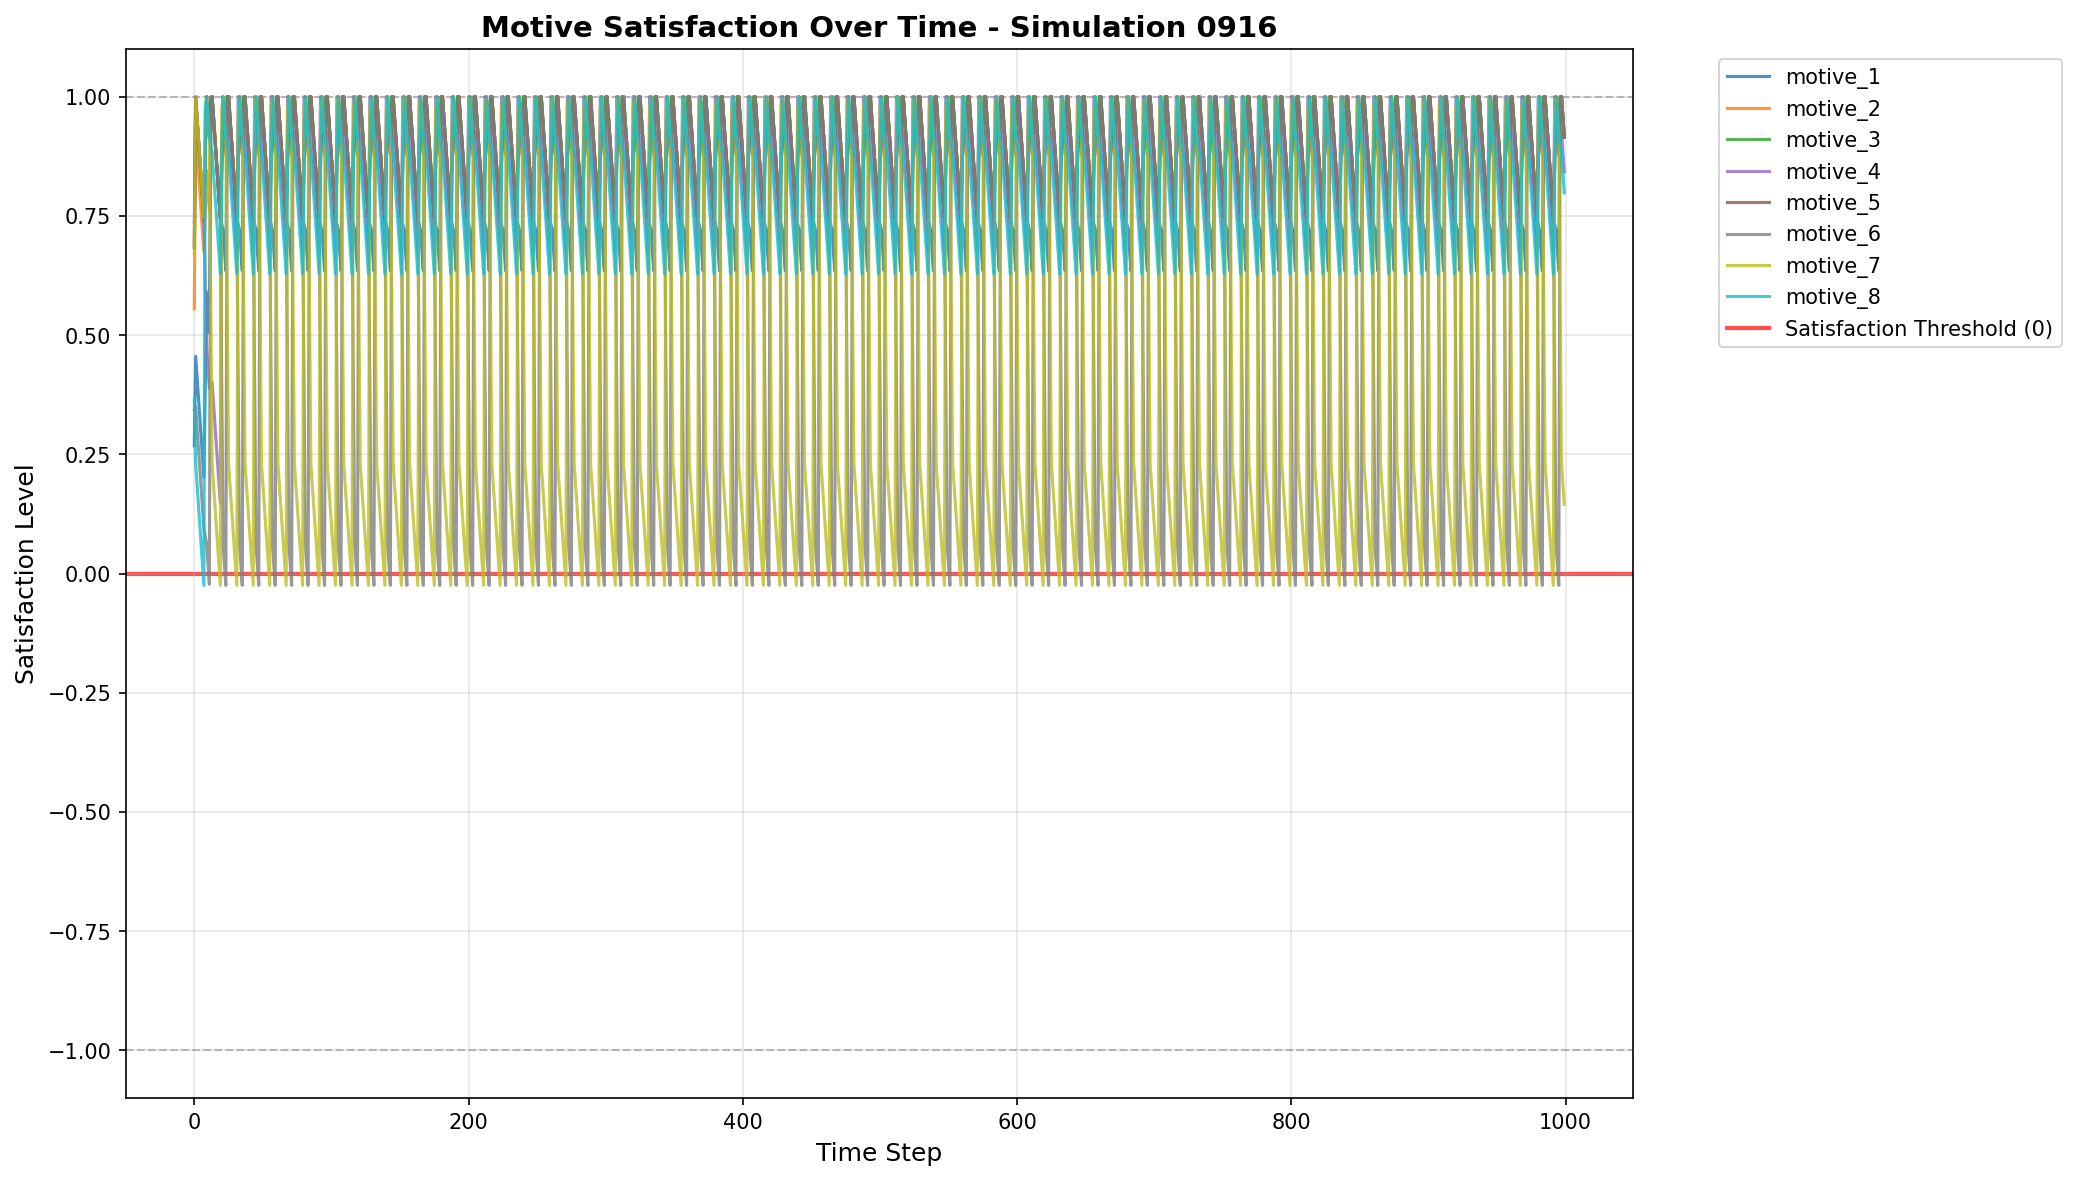 Motive Satisfaction Over Time - Simulation 0916
1.00
0.75
0.50
0.25
0.00
−0.25
−0.50
−0.75
−1.00
Satisfaction Level
0
200
400
600
800
1000
Time Step
motive_1
motive_2
motive_3
motive_4
motive_5
motive_6
motive_7
motive_8
Satisfaction Threshold (0)